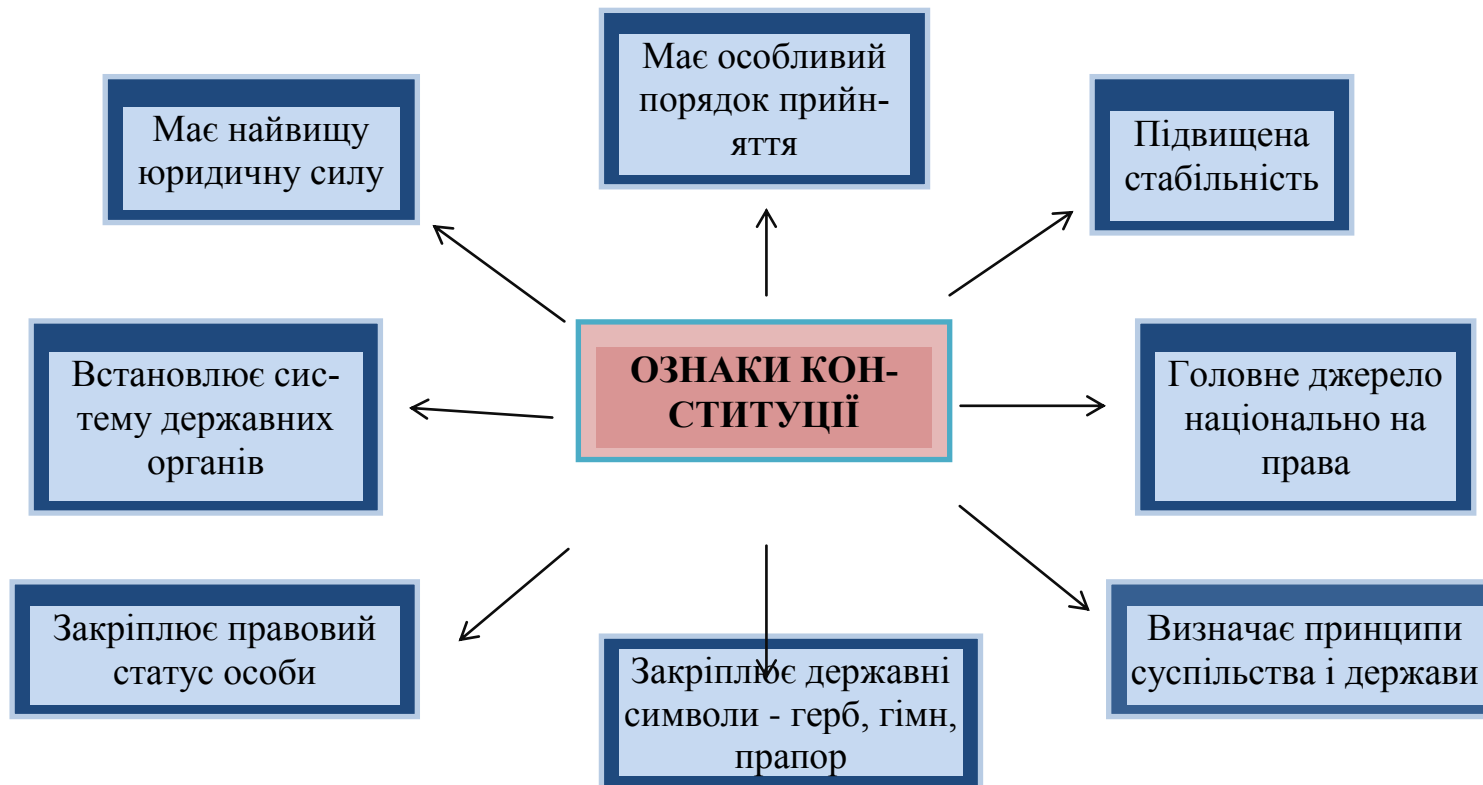 Має особливий
порядок прийн-
яття
Має найвищу
юридичну силу
Підвищена
стабільність
Встановлює сис-
тему державних
органів
ОЗНАКИ КОН-
СТИТУЦІЇ
Головне джерело
національно на
права
Закріплює правовий
статус особи
Закріплює державні
символи - герб, гімн,
прапор
Визначає принципи
суспільства і держави